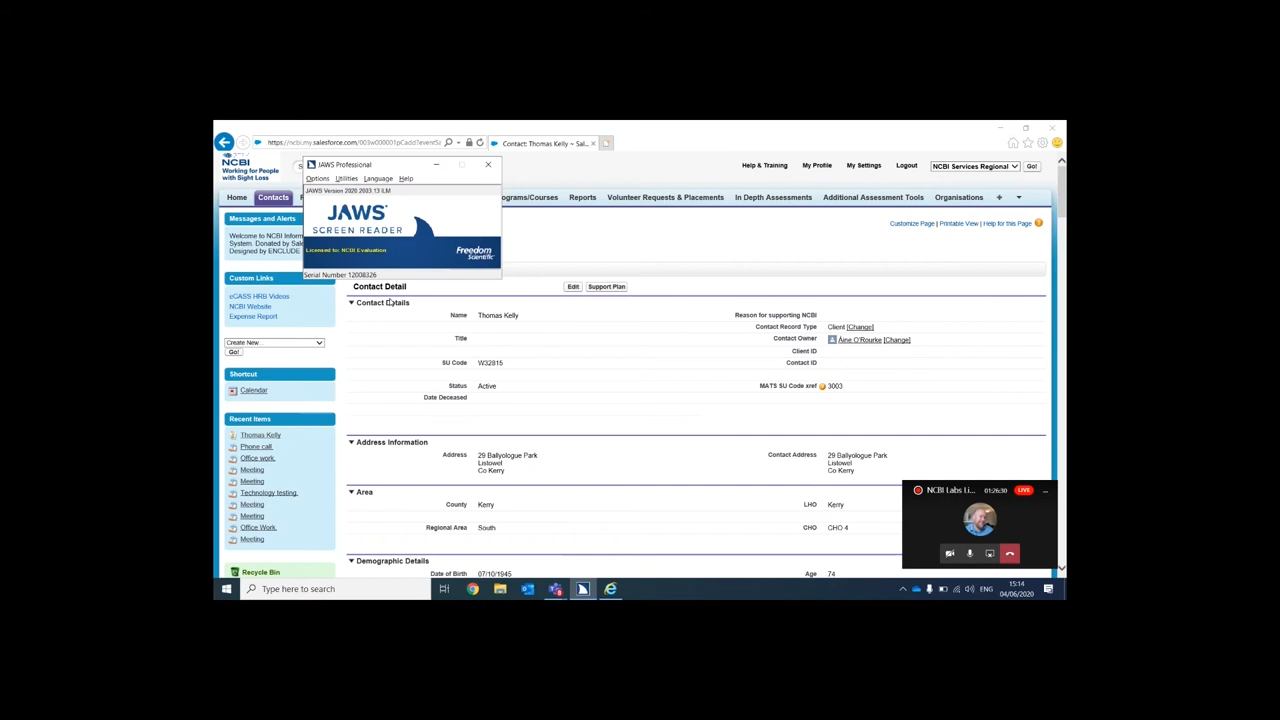 https://ncbi.my.salesforce.com/003w000001pCadd?eventSa
Contact: Thomas Kelly ~ Sal...
NCBI
Working for People
with Sight Loss
JAWS Professional
Options Utilities Language Help
JAWS Version 2020.2003.13 ILM
JAWS
SCREEN READER
Licensed to: NCBI Evaluation
Freedom
Scientific
Serial Number 12008326
Help & Training My Profile My Settings Logout NCBI Services Regional Go!
Home Contacts
Reports Volunteer Requests & Placements In Depth Assessments Additional Assessment Tools Organisations +
Customize Page | Printable View | Help for this Page
Messages and Alerts
Welcome to NCBI Inform
System. Donated by Sale
Designed by ENCLUDE
Custom Links
eCASS HRB Videos
NCBI Website
Expense Report
Create New...
Go!
Shortcut
Calendar
Recent Items
Thomas Kelly
Phone call.
Office work.
Meeting
Meeting
Technology testing.
Meeting
Meeting
Office Work.
Meeting
Recycle Bin
Contact Detail Edit Support Plan
Contact Details
Name Thomas Kelly Reason for supporting NCBI
Contact Record Type Client [Change]
Title Contact Owner Áine O'Rourke [Change]
Client ID
SU Code W32815 Contact ID
Status Active MATS SU Code xref 3003
Date Deceased
Address Information
Address 29 Ballyologue Park Contact Address 29 Ballyologue Park
Listowel Listowel
Co Kerry Co Kerry
Area
County Kerry LHO Kerry
Regional Area South CHO CHO 4
Demographic Details
Date of Birth 07/10/1945 Age 74
NCBI Labs Li... 01:26:30 LIVE
Type here to search
ENG
15:14
04/06/2020